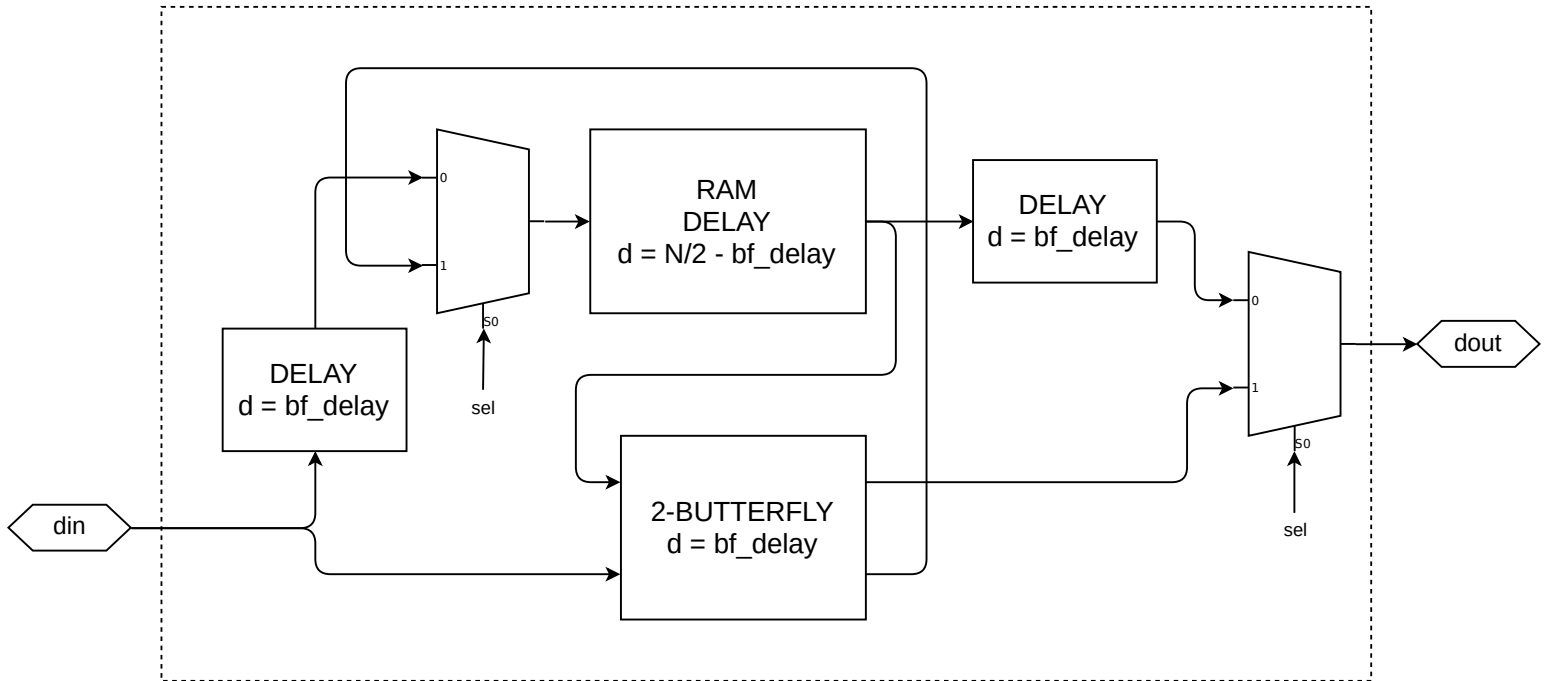 0
1
S0
sel
RAM
DELAY
d = N/2 - bf_delay
DELAY
d = bf_delay
0
1
S0
sel
dout
DELAY
d = bf_delay
din
2-BUTTERFLY
d = bf_delay